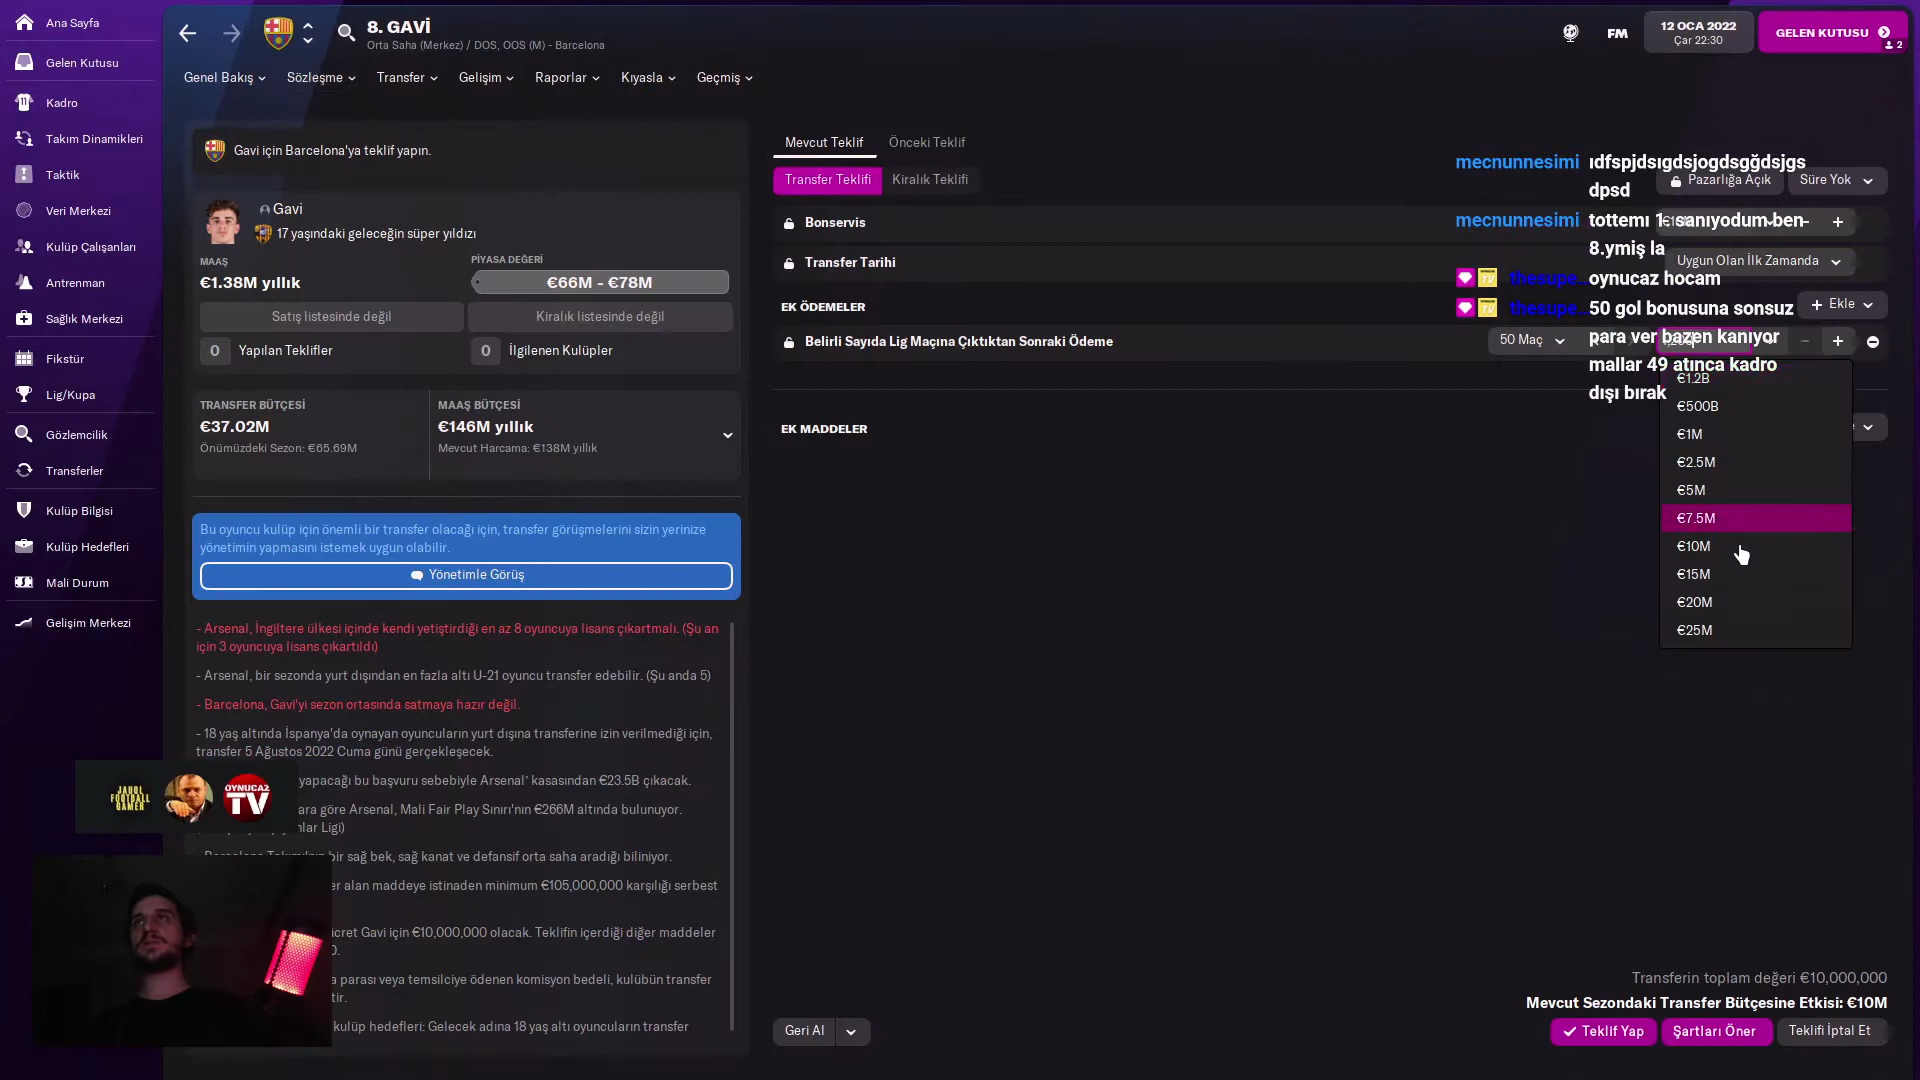 Ana Sayfa
Gelen Kutusu
Kadro
Takım Dinamikleri
Taktik
Veri Merkezi
Kulüp Çalışanları
Antrenman
Sağlık Merkezi
Fikstür
Lig/Kupa
Gözlemcilik
Transferler
Kulüp Bilgisi
Kulüp Hedefleri
Mali Durum
Gelişim Merkezi
8. GAVİ
Orta Saha (Merkez) / DOS, OOS (M) - Barcelona
FM
12 OCA 2022
Çar 22:30
GELEN KUTUSU
2
Genel Bakış
Sözleşme
Transfer
Gelişim
Raporlar
Kıyasla
Geçmiş
Gavi için Barcelona'ya teklif yapın.
Gavi
17 yaşındaki geleceğin süper yıldızı
MAAŞ
€1.38M yıllık
PİYASA DEĞERİ
€66M - €78M
Satış listesinde değil
Kiralık listesinde değil
0 Yapılan Teklifler
0 İlgilenen Kulüpler
TRANSFER BÜTÇESİ
€37.02M
Önümüzdeki Sezon: €65.69M
MAAŞ BÜTÇESİ
€146M yıllık
Mevcut Harcama: €138M yıllık
Bu oyuncu kulüp için önemli bir transfer olacağı için, transfer görüşmelerini sizin yerinize
yönetimin yapmasını istemek uygun olabilir.
Yönetimle Görüş
- Arsenal, İngiltere ülkesi içinde kendi yetiştirdiği en az 8 oyuncuya lisans çıkartmalı. (Şu an
için 3 oyuncuya lisans çıkartıldı)
- Arsenal, bir sezonda yurt dışından en fazla altı U-21 oyuncu transfer edebilir. (Şu anda 5)
- Barcelona, Gavi'yi sezon ortasında satmaya hazır değil.
- 18 yaş altında İspanya'da oynayan oyuncuların yurt dışına transferine izin verilmediği için,
transfer 5 Ağustos 2022 Cuma günü gerçekleşecek.
yapacağı bu başvuru sebebiyle Arsenal' kasasından €23.5B çıkacak.
ara göre Arsenal, Mali Fair Play Sınırı'nın €266M altında bulunuyor.
nlar Ligi)
bir sağ bek, sağ kanat ve defansif orta saha aradığı biliniyor.
er alan maddeye istinaden minimum €105,000,000 karşılığı serbest
icret Gavi için €10,000,000 olacak. Teklifin içerdiği diğer maddeler
0.
a parası veya temsilciye ödenen komisyon bedeli, kulübün transfer
tir.
kulüp hedefleri: Gelecek adına 18 yaş altı oyuncuların transfer
JAUOL
FOOTBALL
GAMER
OYNUCAZ
TV
Mevcut Teklif
Önceki Teklif
Transfer Teklifi
Kiralık Teklifi
Pazarlığa Açık
Süre Yok
Bonservis
Transfer Tarihi
Uygun Olan İlk Zamanda
EK ÖDEMELER
Ekle
Belirli Sayıda Lig Maçına Çıktıktan Sonraki Ödeme
50 Maç
EK MADDELER
€1.2B
€500B
€1M
€2.5M
€5M
€7.5M
€10M
€15M
€20M
€25M
mecnunnesimi ıdfspjdsıgdsjogdsgğdsjgs
dpsd
mecnunnesimi tottemı 1. sanıyodum ben
8.ymiş la
thesupe... oynucaz hocam
thesupe... 50 gol bonusuna sonsuz
para ver bazen kanıyor
mallar 49 atınca kadro
dışı bırak
Transferin toplam değeri €10,000,000
Mevcut Sezondaki Transfer Bütçesine Etkisi: €10M
Geri Al
Teklif Yap
Şartları Öner
Teklifi İptal Et